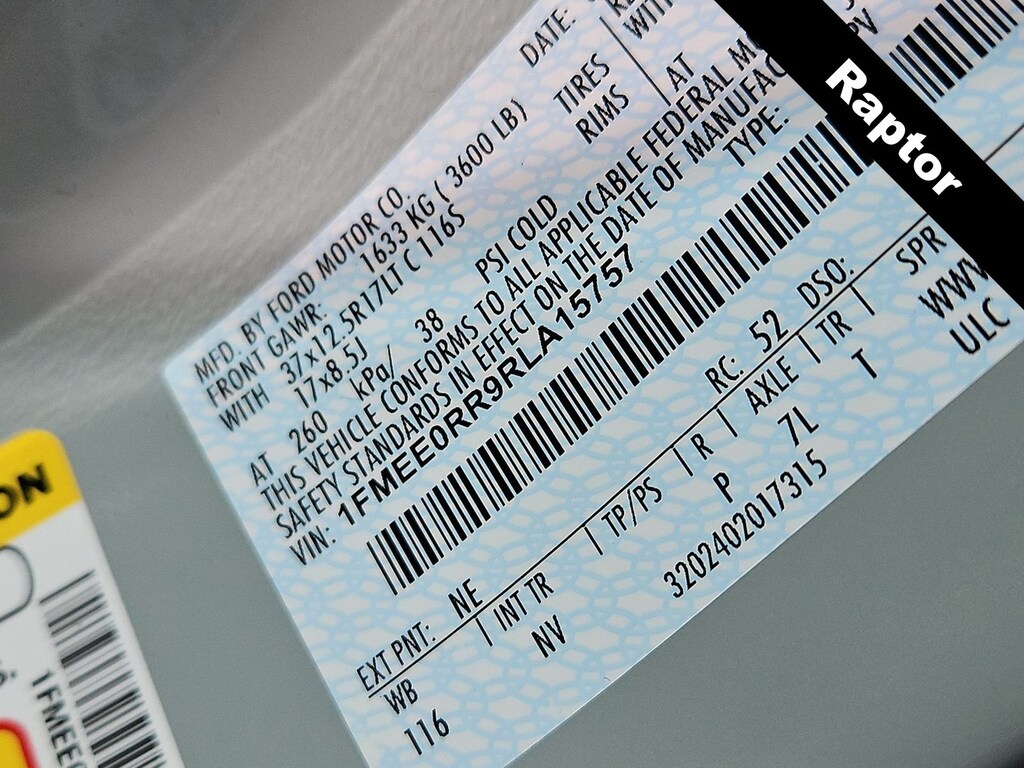 MFD. BY FORD MOTOR CO.
DATE:
FRONT GAWR: 1633 KG ( 3600 LB)
WITH 37x12.5R17LT ( 116S TIRES WITH
17x8.5J RIMS
AT 260 kPa/ 38 PSI COLD AT
THIS VEHICLE CONFORMS TO ALL APPLICABLE FEDERAL
SAFETY STANDARDS IN EFFECT ON THE DATE OF
VIN: 1FMEE0RR9RLA15757 TYPE:
EXT PNT: NE RC: 52 DSO:
WB | INT TR | TP/PS | R | AXLE | TR | SPR
116 NV P 7L T
ULC
3202402017315
Raptor